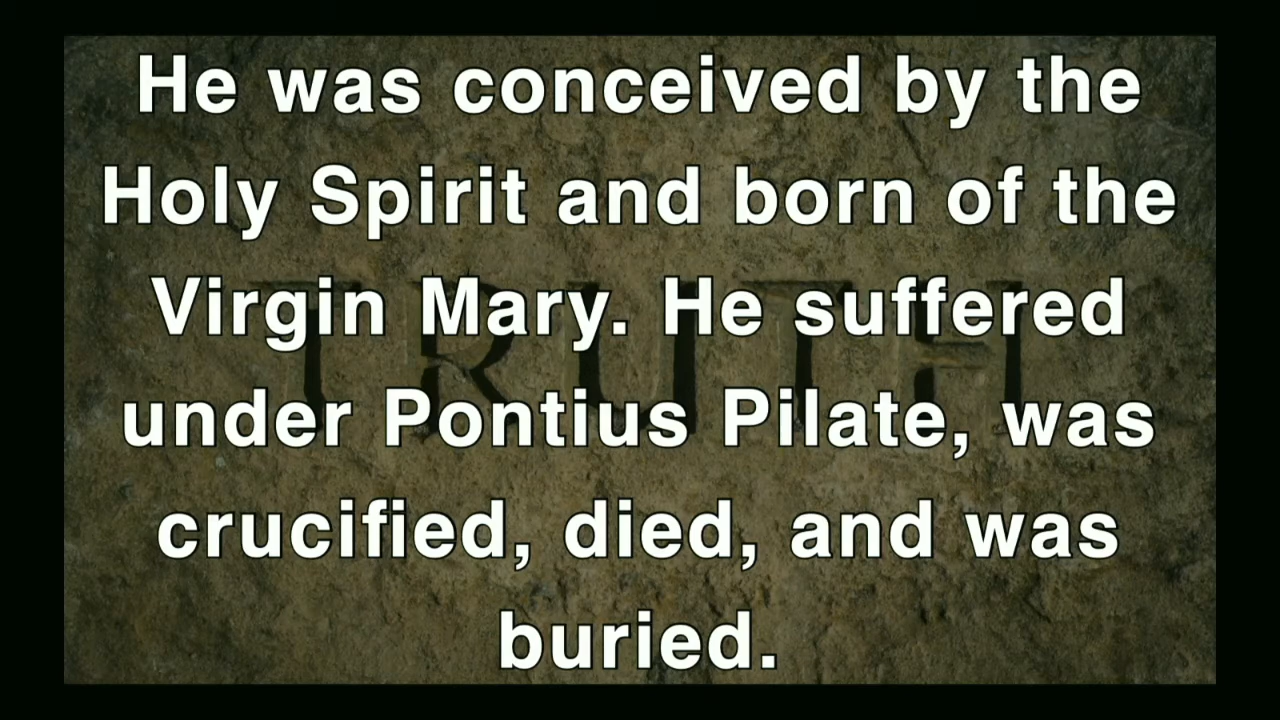 He was conceived by the
Holy Spirit and born of the
Virgin Mary. He suffered
TRUTH
under Pontius Pilate, was
crucified, died, and was
buried.